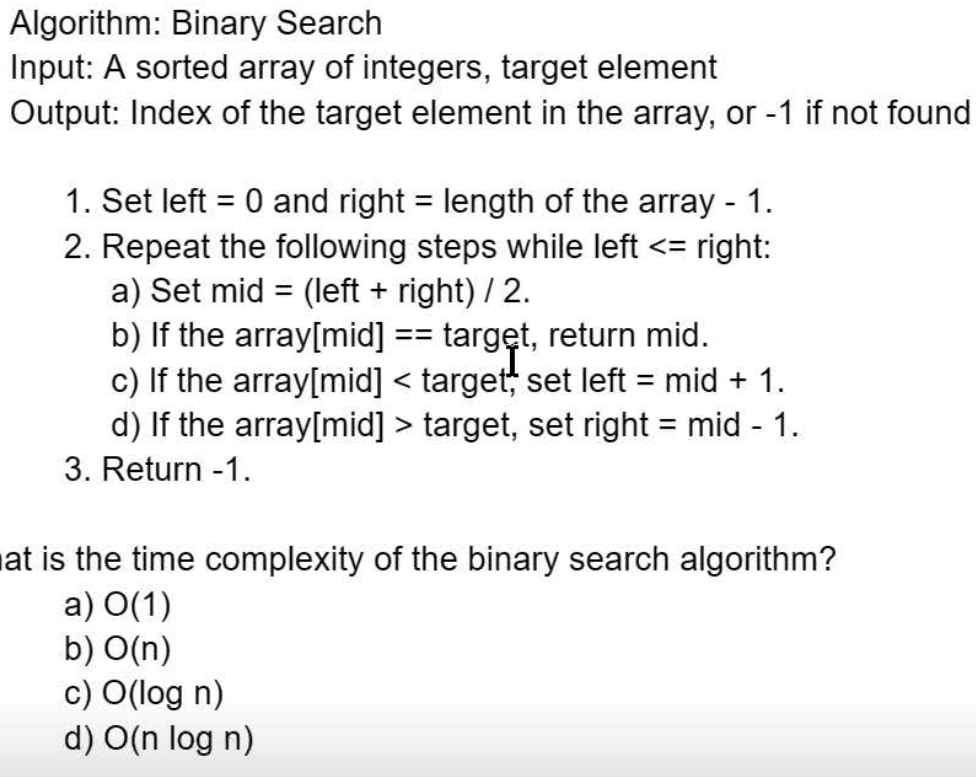 Algorithm: Binary Search
Input: A sorted array of integers, target element
Output: Index of the target element in the array, or -1 if not found
1. Set left = 0 and right = length of the array - 1.
2. Repeat the following steps while left <= right:
a) Set mid = (left + right) / 2.
b) If the array[mid] == target, return mid.
c) If the array[mid] < target, set left = mid + 1.
d) If the array[mid] > target, set right = mid - 1.
3. Return -1.
is the time complexity of the binary search algorithm?
a) O(1)
b) O(n)
c) O(log n)
d) O(n log n)